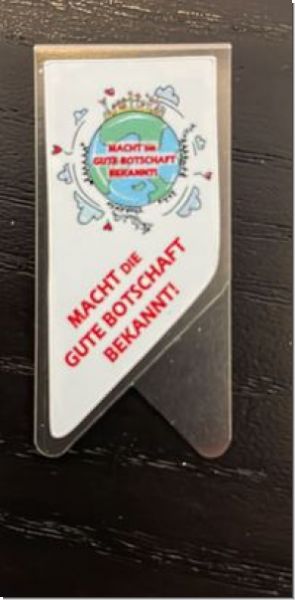 MACHT DIE
GUTE BOTSCHAFT
BEKANNT!
MACHT DIE
GUTE BOTSCHAFT
BEKANNT!